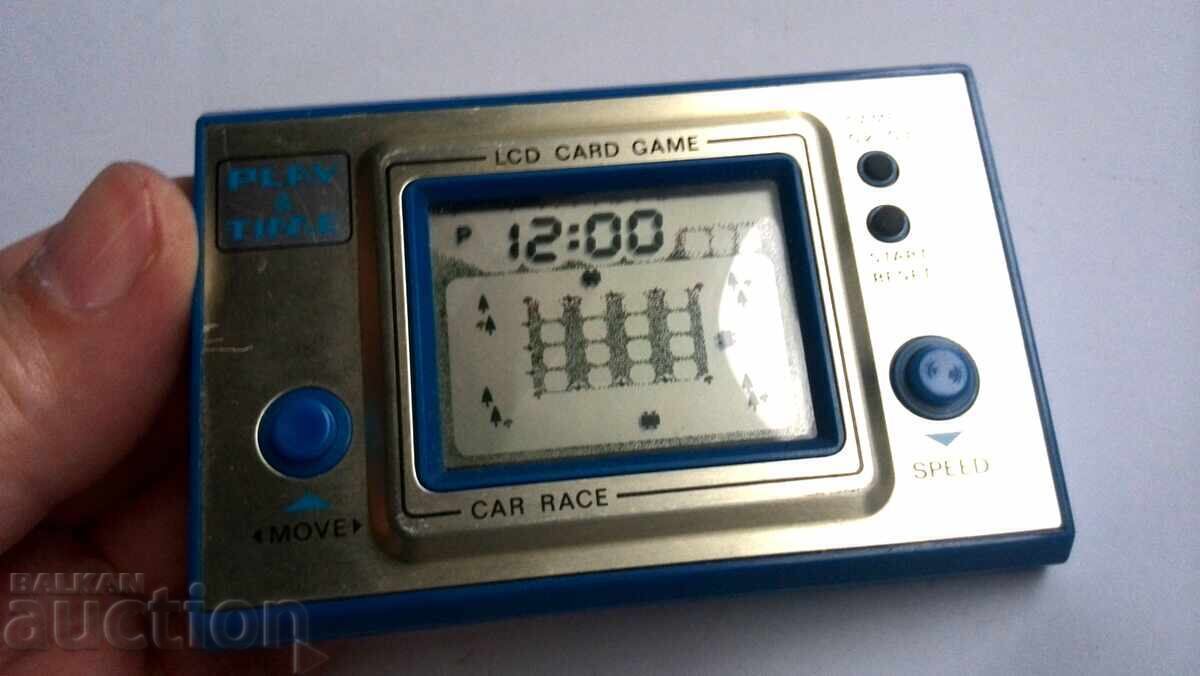 LCD CARD GAME
PLAY
&
TIME
P 12:00
START
RESET
SPEED
CAR RACE
◄MOVE►
BALKAN
auction